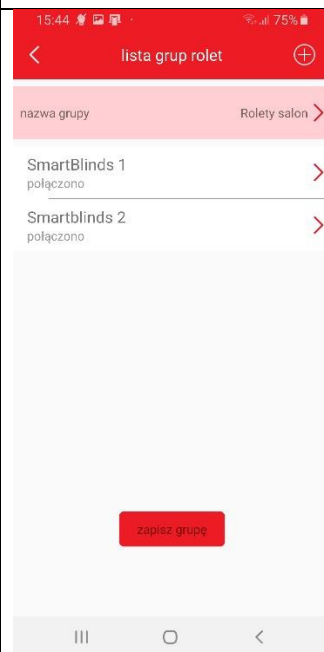 15:44 75%
lista grup rolet
nazwa grupy Rolety salon
SmartBlinds 1
połączono
Smartblinds 2
połączono
zapisz grupę